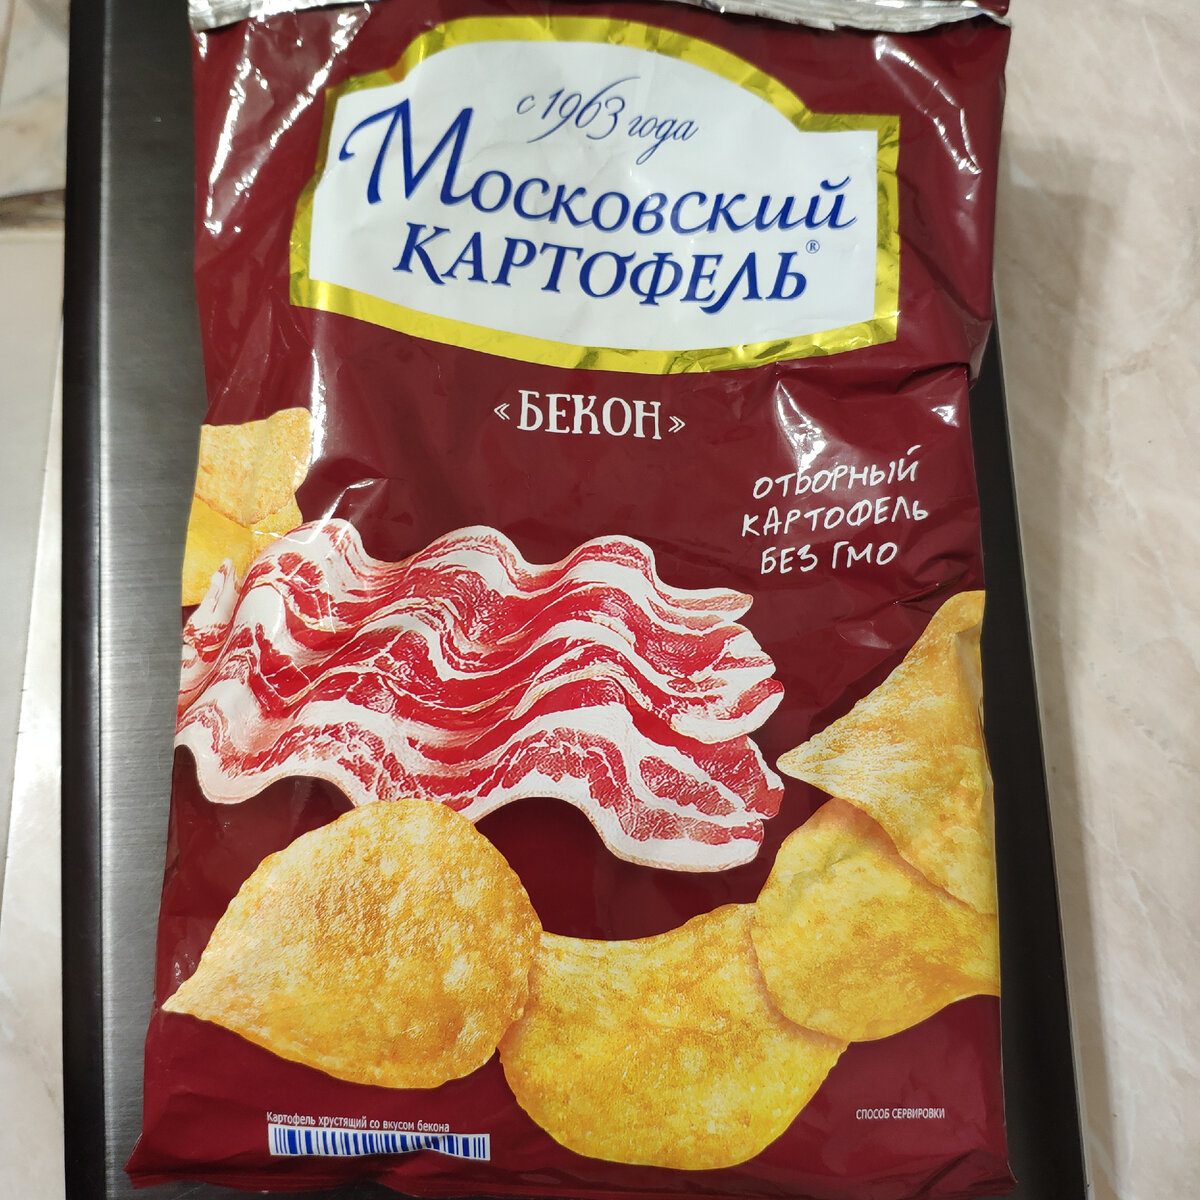 с 1963 года
Московский
КАРТОФЕЛЬ®
«БЕКОН»
ОТБОРНЫЙ
КАРТОФЕЛЬ
БЕЗ ГМО
Картофель хрустящий со вкусом бекона
СПОСОБ СЕРВИРОВКИ